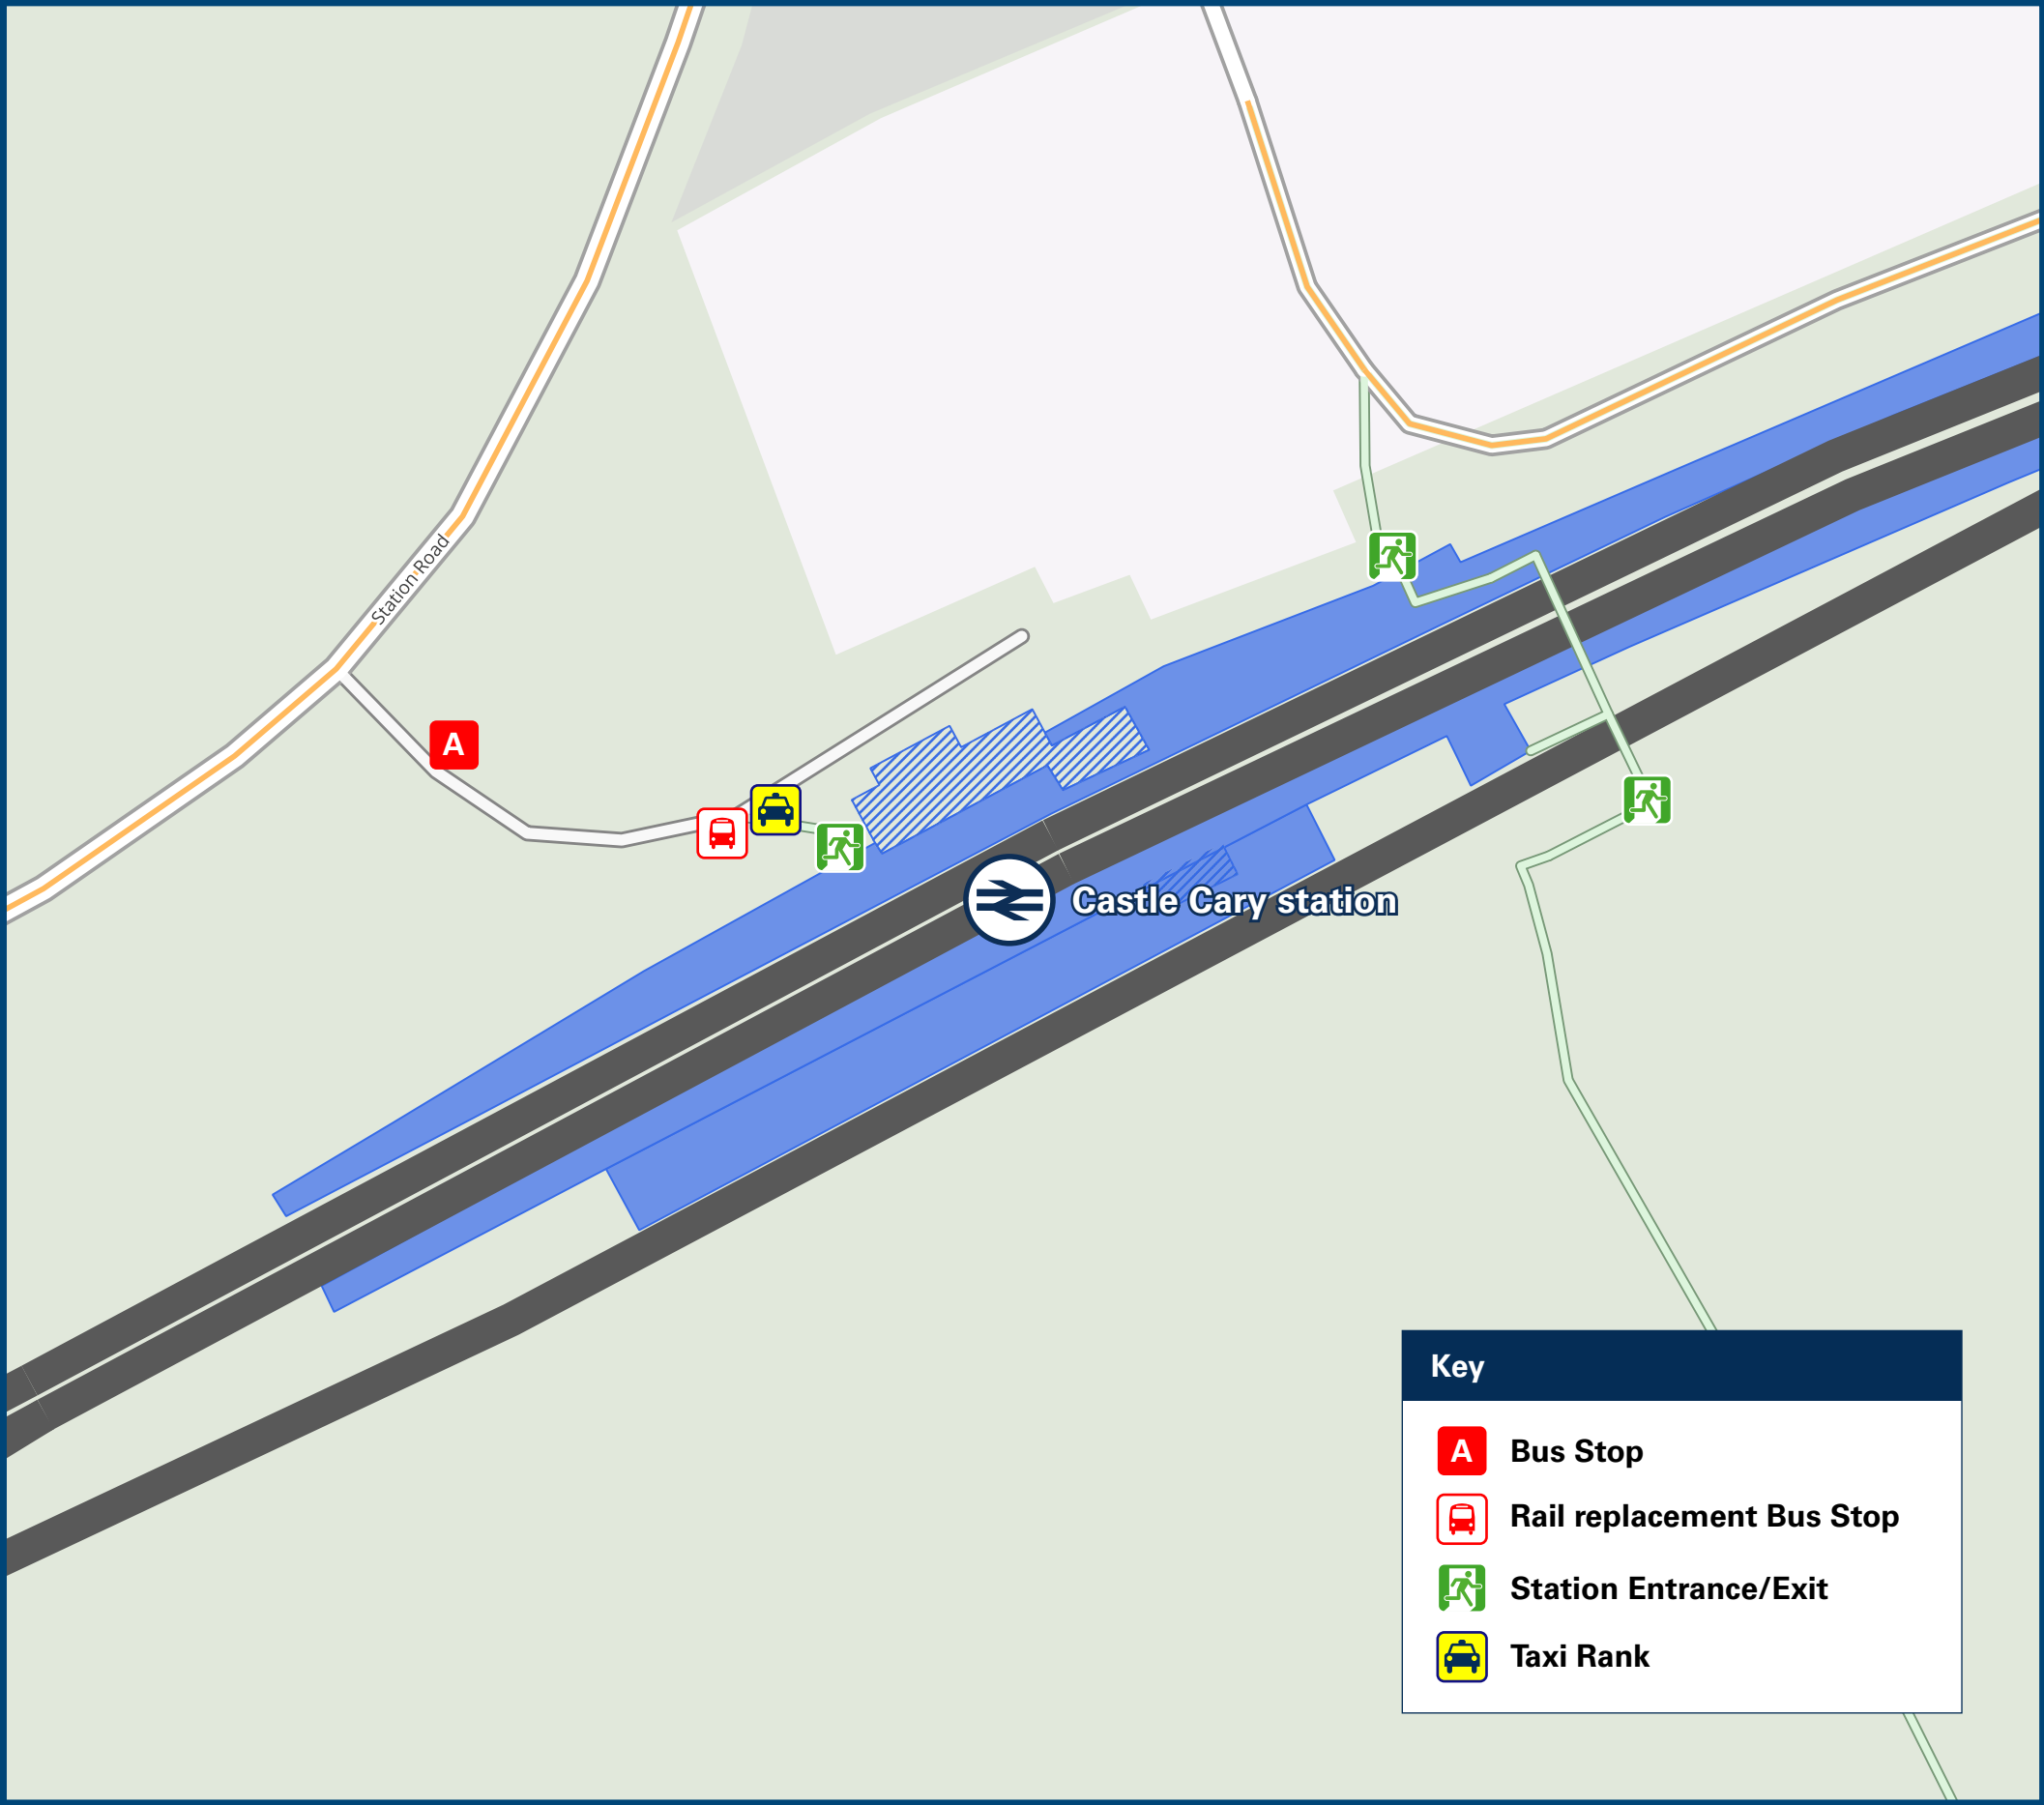 Station Road
A
Castle Cary station
Key
A Bus Stop
Rail replacement Bus Stop
Station Entrance/Exit
Taxi Rank